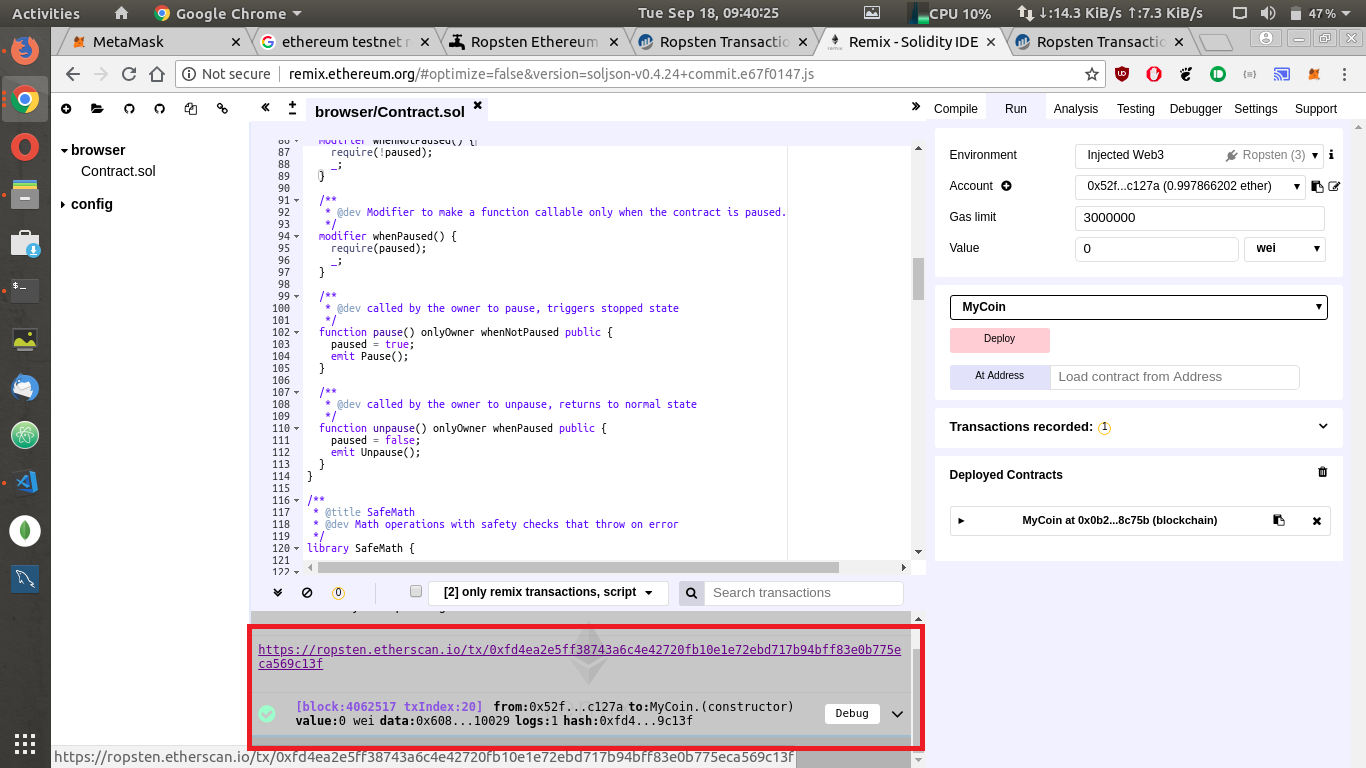 Activities
Google Chrome
Tue Sep 18, 09:40:25
CPU 10%
↓:14.3 KiB/s ↑:7.3 KiB/s
47%
MetaMask
ethereum testnet r
Ropsten Ethereum
Ropsten Transactio
Remix - Solidity IDE
Ropsten Transactio
Not secure
remix.ethereum.org/#optimize=false&version=soljson-v0.4.24+commit.e67f0147.js
browser
Contract.sol
config
browser/Contract.sol
86 modifier whenNotPaused() {
87 require(!paused);
88 _;
89 }
90
91 /**
92 * @dev Modifier to make a function callable only when the contract is paused.
93 */
94 modifier whenPaused() {
95 require(paused);
96 _;
97 }
98
99 /**
100 * @dev called by the owner to pause, triggers stopped state
101 */
102 function pause() onlyOwner whenNotPaused public {
103 paused = true;
104 emit Pause();
105 }
106
107 /**
108 * @dev called by the owner to unpause, returns to normal state
109 */
110 function unpause() onlyOwner whenPaused public {
111 paused = false;
112 emit Unpause();
113 }
114 }
115
116 /**
117 * @title SafeMath
118 * @dev Math operations with safety checks that throw on error
119 */
120 library SafeMath {
121
122
0
[2] only remix transactions, script
Search transactions
https://ropsten.etherscan.io/tx/0xfd4ea2e5ff38743a6c4e42720fb10e1e72ebd717b94bff83e0b775e
ca569c13f
[block:4062517 txIndex:20] from:0x52f...c127a to:MyCoin.(constructor)
value:0 wei data:0x608...10029 logs:1 hash:0xfd4...9c13f
Debug
https://ropsten.etherscan.io/tx/0xfd4ea2e5ff38743a6c4e42720fb10e1e72ebd717b94bff83e0b775eca569c13f
Compile
Run
Analysis
Testing
Debugger
Settings
Support
Environment
Injected Web3
Ropsten (3)
Account
0x52f...c127a (0.997866202 ether)
Gas limit
3000000
Value
0
wei
MyCoin
Deploy
At Address
Load contract from Address
Transactions recorded: 1
Deployed Contracts
MyCoin at 0x0b2...8c75b (blockchain)